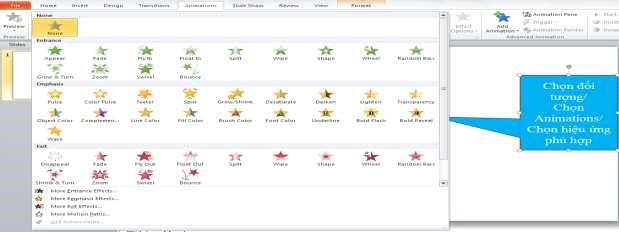 File Home Insert Design Transitions Animations Slide Show Review View Format
Preview
Preview
Slides
1
None
None
Entrance
Appear Fade Fly In Float In Split Wipe Shape Wheel Random Bars
Grow & Turn Zoom Swivel Bounce
Emphasis
Pulse Color Pulse Teeter Spin Grow/Shrink Desaturate Darken Lighten Transparency
Object Color Complemen... Line Color Fill Color Brush Color Font Color Underline Bold Flash Bold Reveal
Wave
Exit
Disappear Fade Fly Out Float Out Split Wipe Shape Wheel Random Bars
Shrink & Turn Zoom Swivel Bounce
More Entrance Effects...
More Emphasis Effects...
More Exit Effects...
More Motion Paths...
Effect Options
Add Animation
Animation Pane
Trigger
Animation Painter
Advanced Animation
Start
Chọn đối
tượng/
Chọn
Animations/
Chọn hiệu ứng
phù hợp